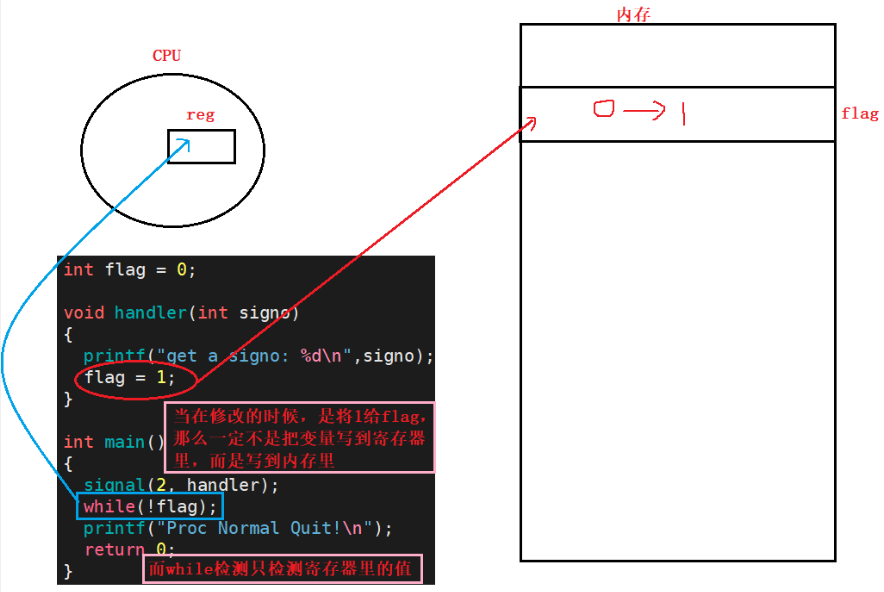 内存
CPU
reg
0 → 1
flag
int flag = 0;
void handler(int signo)
{
printf("get a signo: %d\n",signo);
flag = 1;
}
当在修改的时候，是将1给flag，
那么一定不是把变量写到寄存器
里，而是写到内存里
int main()
{
signal(2, handler);
while(!flag);
printf("Proc Normal Quit!\n");
return 0;
}
而while检测只检测寄存器里的值